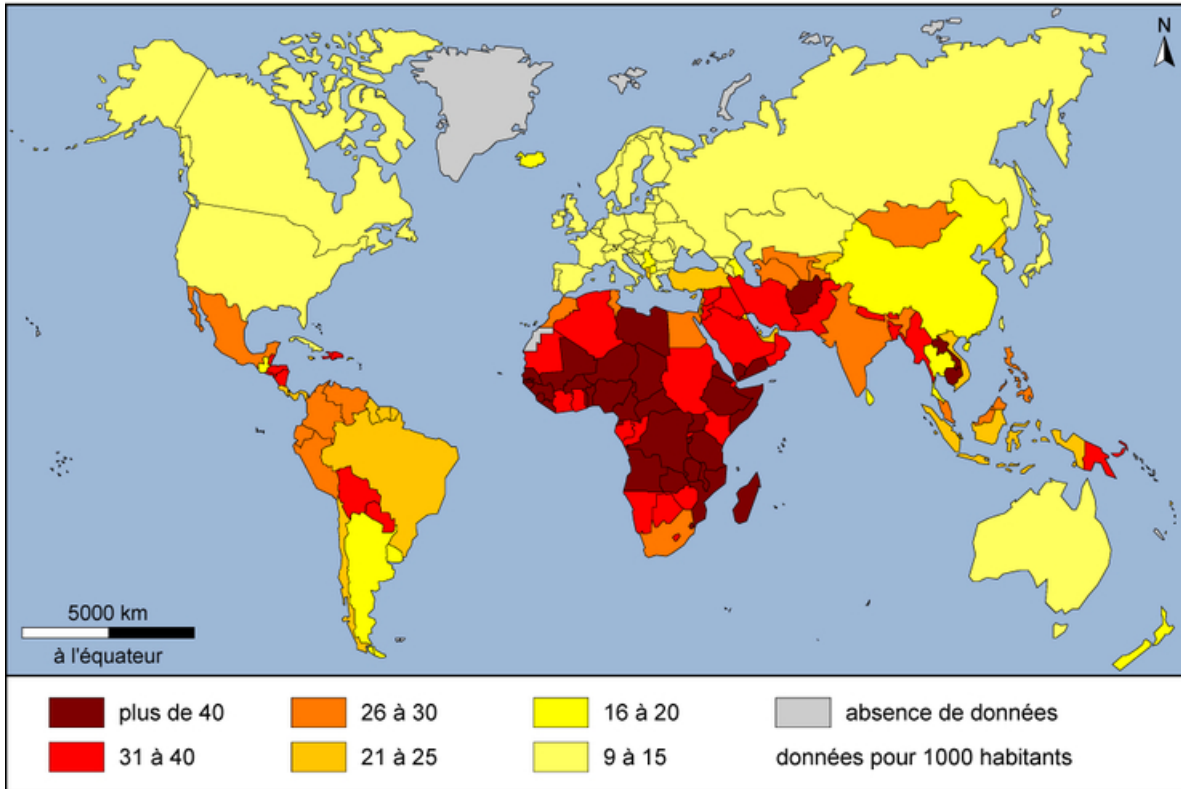 N
5000 km
à l'équateur
plus de 40
26 à 30
16 à 20
absence de données
31 à 40
21 à 25
9 à 15
données pour 1000 habitants